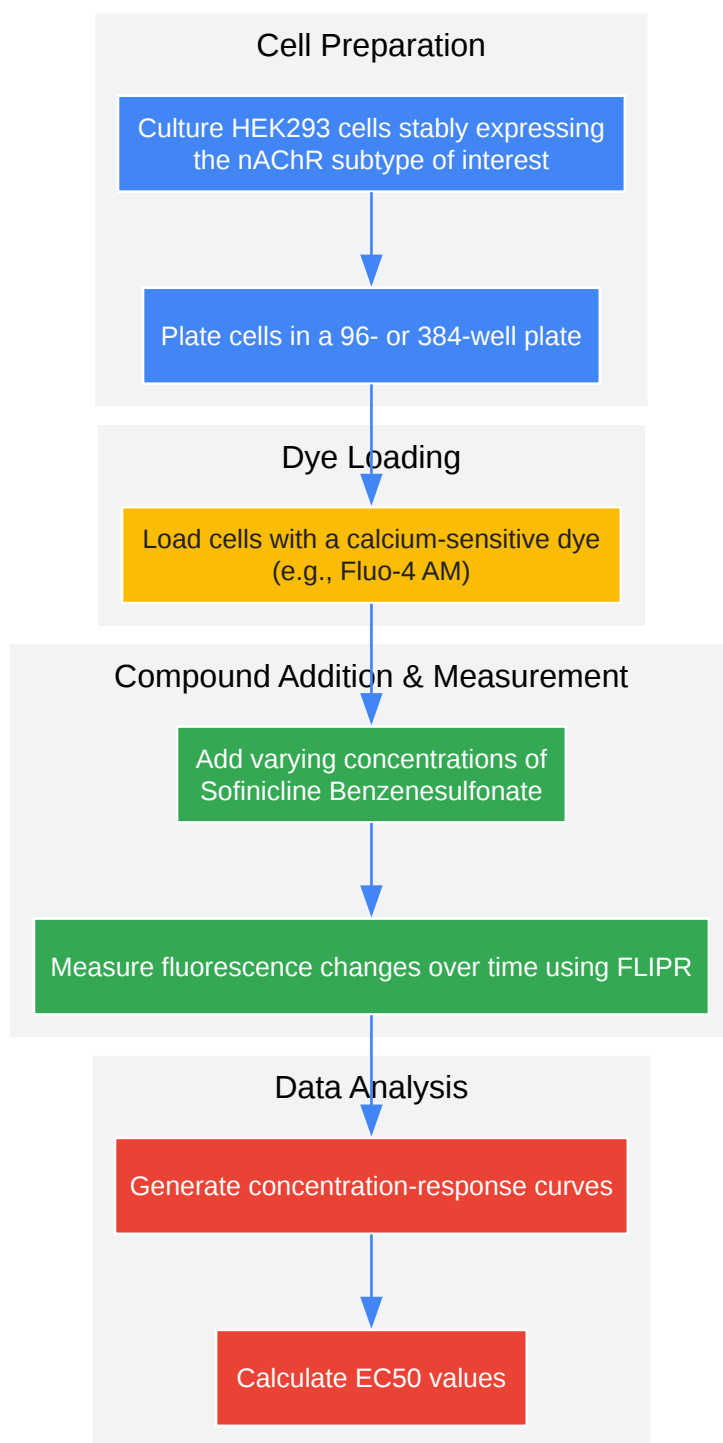 Cell Preparation
Culture HEK293 cells stably expressing
the nAChR subtype of interest
Plate cells in a 96- or 384-well plate
Dye Loading
Load cells with a calcium-sensitive dye
(e.g., Fluo-4 AM)
Compound Addition & Measurement
Add varying concentrations of
Sofinicline Benzenesulfonate
Measure fluorescence changes over time using FLIPR
Data Analysis
Generate concentration-response curves
Calculate EC50 values